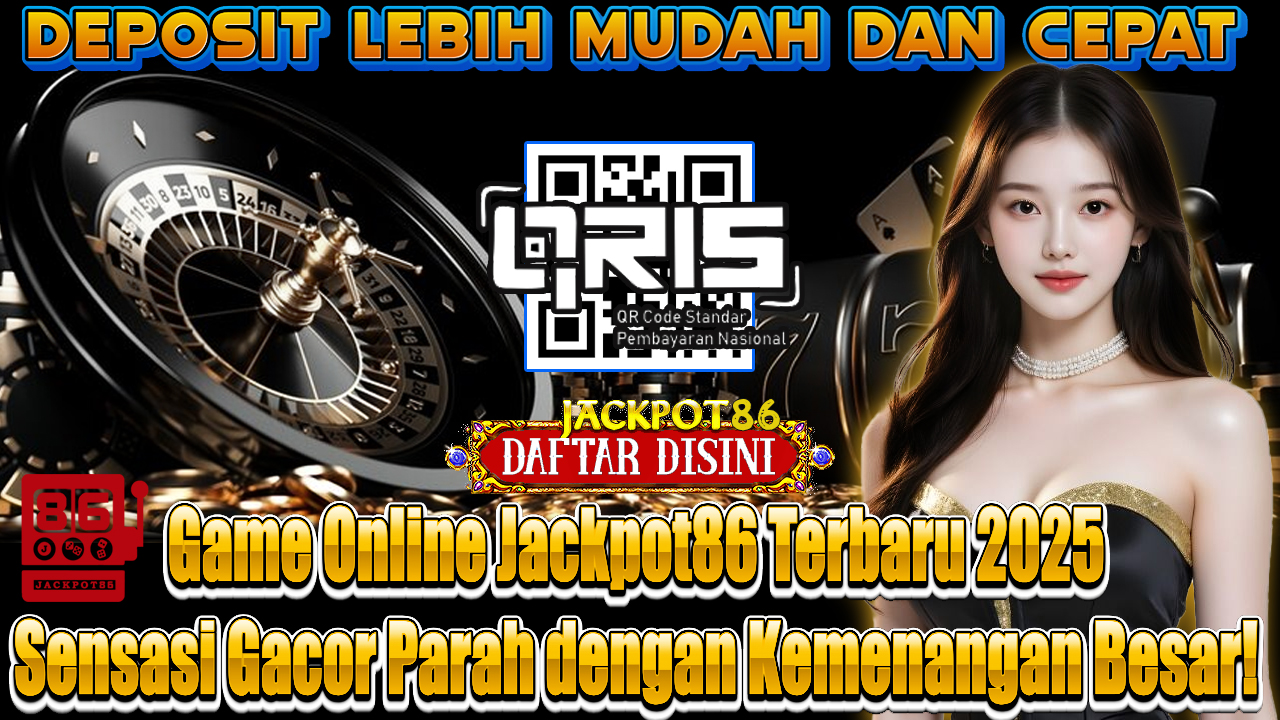 DEPOSIT LEBIH MUDAH DAN CEPAT
QRIS
QR Code Standar
Pembayaran Nasional
JACKPOT86
DAFTAR DISINI
86
JACKPOT86
Game Online Jackpot86 Terbaru 2025
Sensasi Gacor Parah dengan Kemenangan Besar!